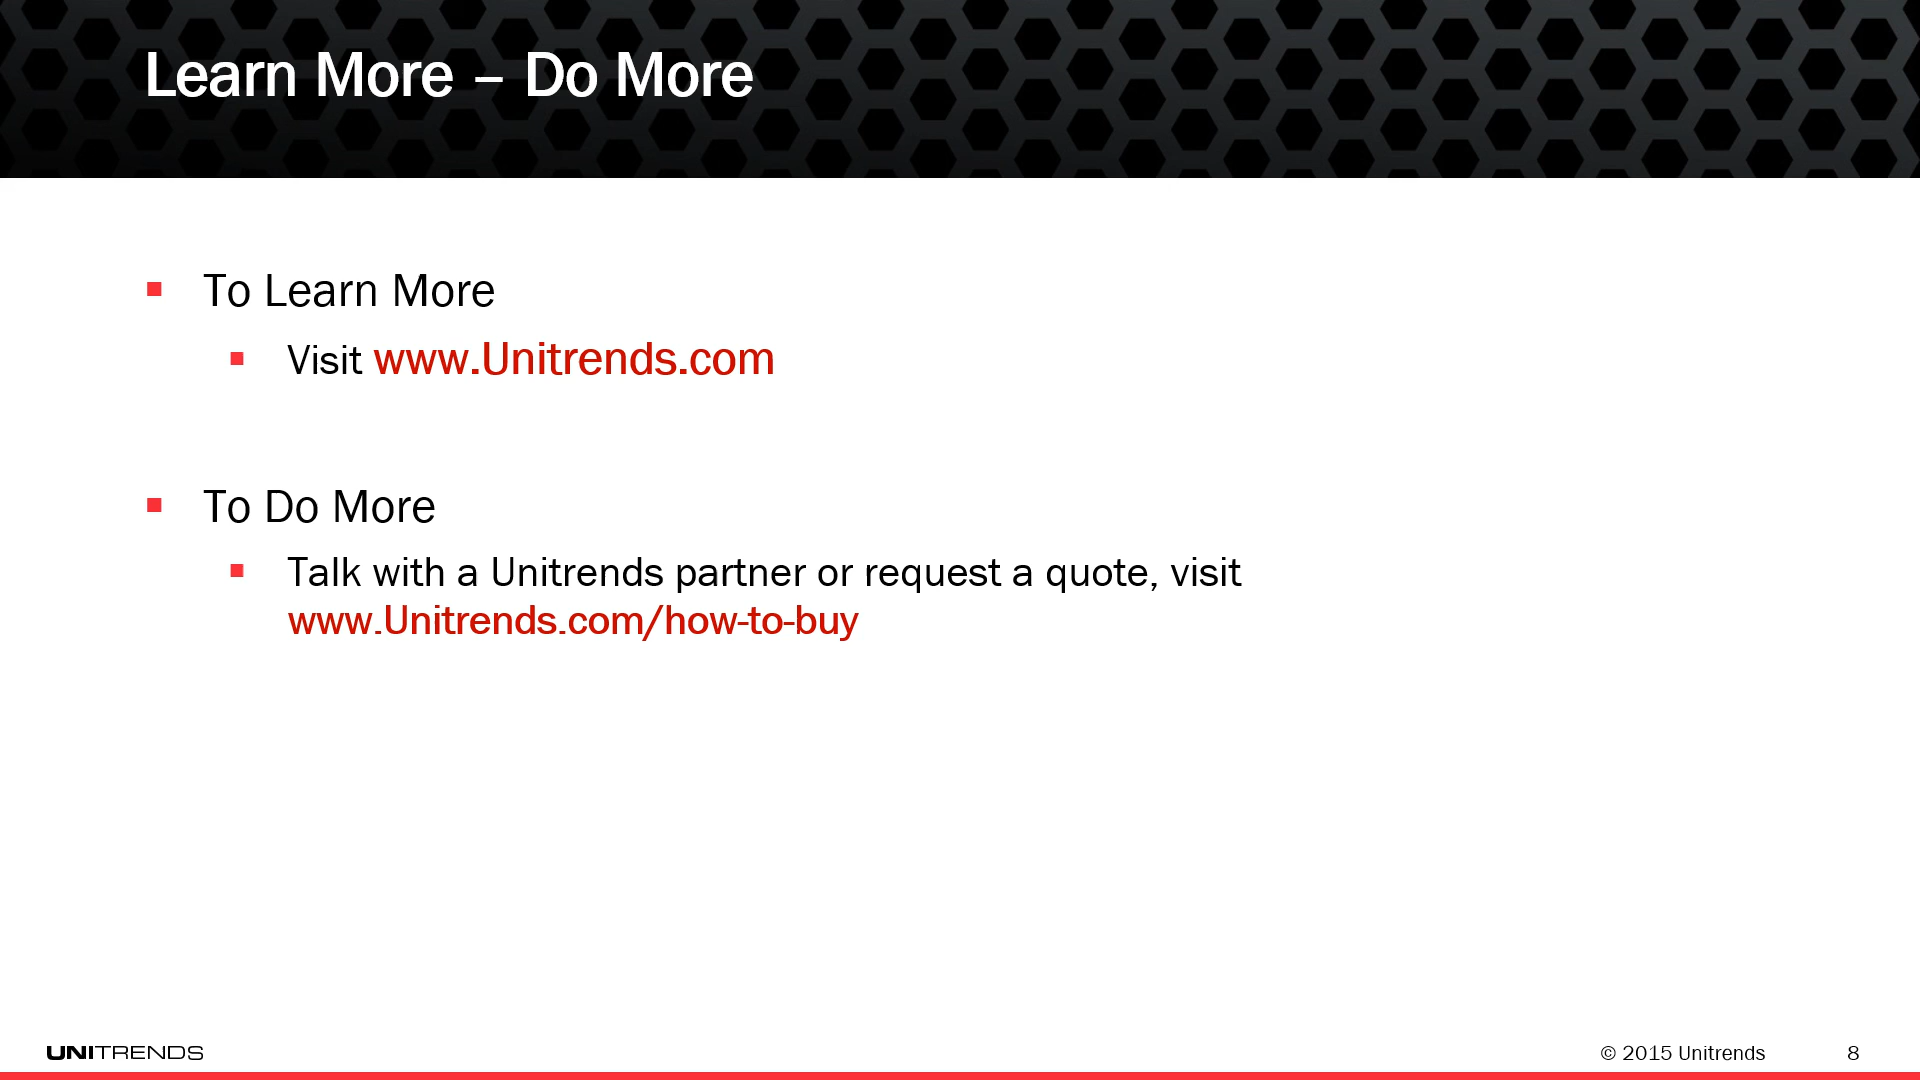 Learn More – Do More
To Learn More
Visit www.Unitrends.com
To Do More
Talk with a Unitrends partner or request a quote, visit
www.Unitrends.com/how-to-buy
UNITRENDS
© 2015 Unitrends 8